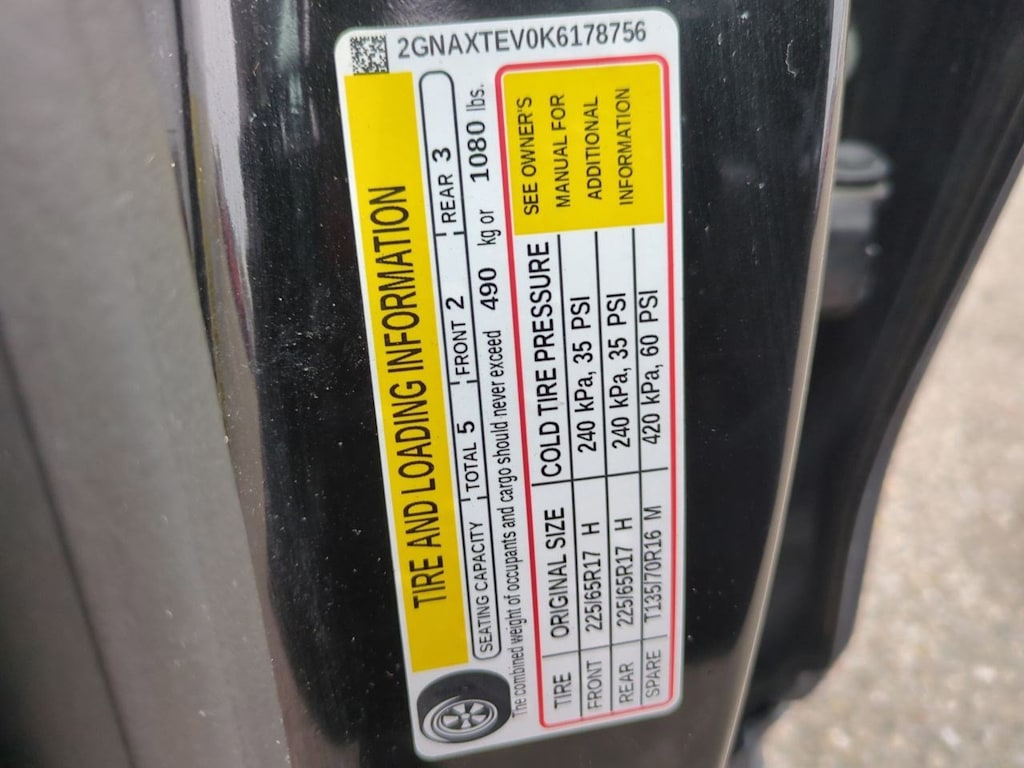 2GNAXTEV0K6178756
TIRE AND LOADING INFORMATION
SEATING CAPACITY TOTAL 5 FRONT 2 REAR 3
The combined weight of occupants and cargo should never exceed 490 kg or 1080 lbs.
TIRE ORIGINAL SIZE COLD TIRE PRESSURE
FRONT 225/65R17 H 240 kPa, 35 PSI
REAR 225/65R17 H 240 kPa, 35 PSI
SPARE T135/70R16 M 420 kPa, 60 PSI
SEE OWNER'S
MANUAL FOR
ADDITIONAL
INFORMATION